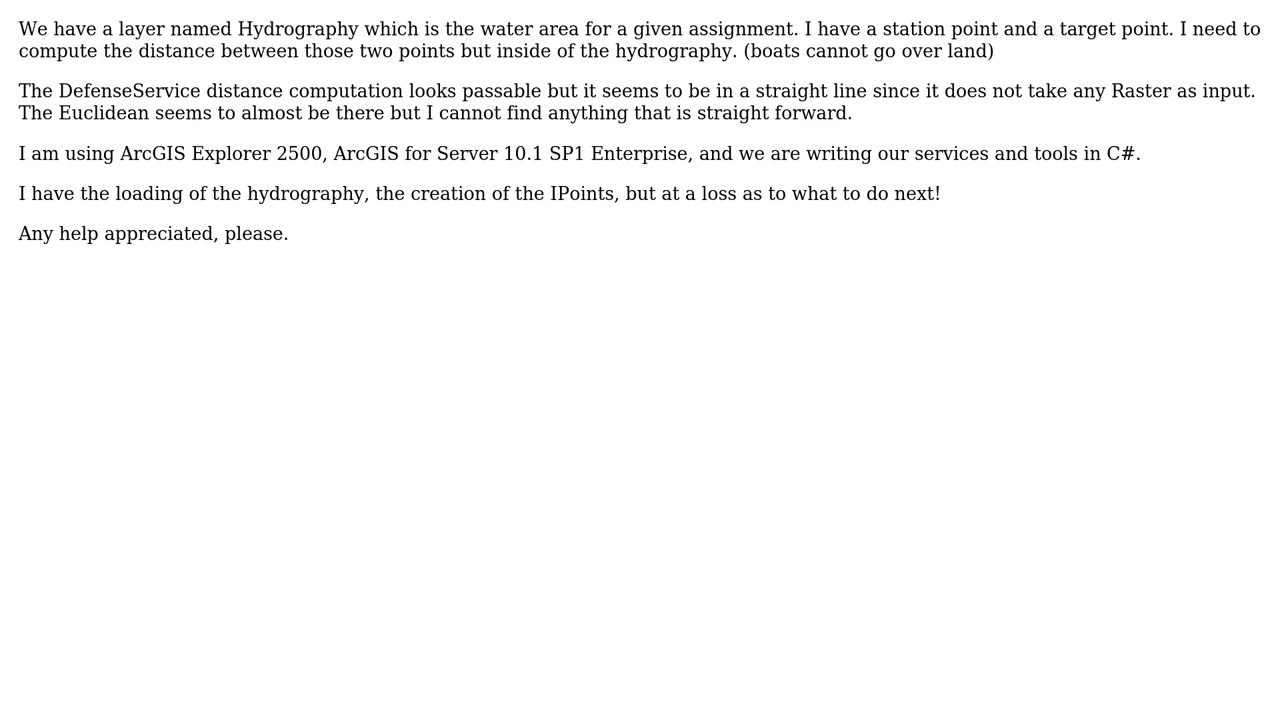 We have a layer named Hydrography which is the water area for a given assignment. I have a station point and a target point. I need to
compute the distance between those two points but inside of the hydrography. (boats cannot go over land)
The DefenseService distance computation looks passable but it seems to be in a straight line since it does not take any Raster as input.
The Euclidean seems to almost be there but I cannot find anything that is straight forward.
I am using ArcGIS Explorer 2500, ArcGIS for Server 10.1 SP1 Enterprise, and we are writing our services and tools in C#.
I have the loading of the hydrography, the creation of the IPoints, but at a loss as to what to do next!
Any help appreciated, please.